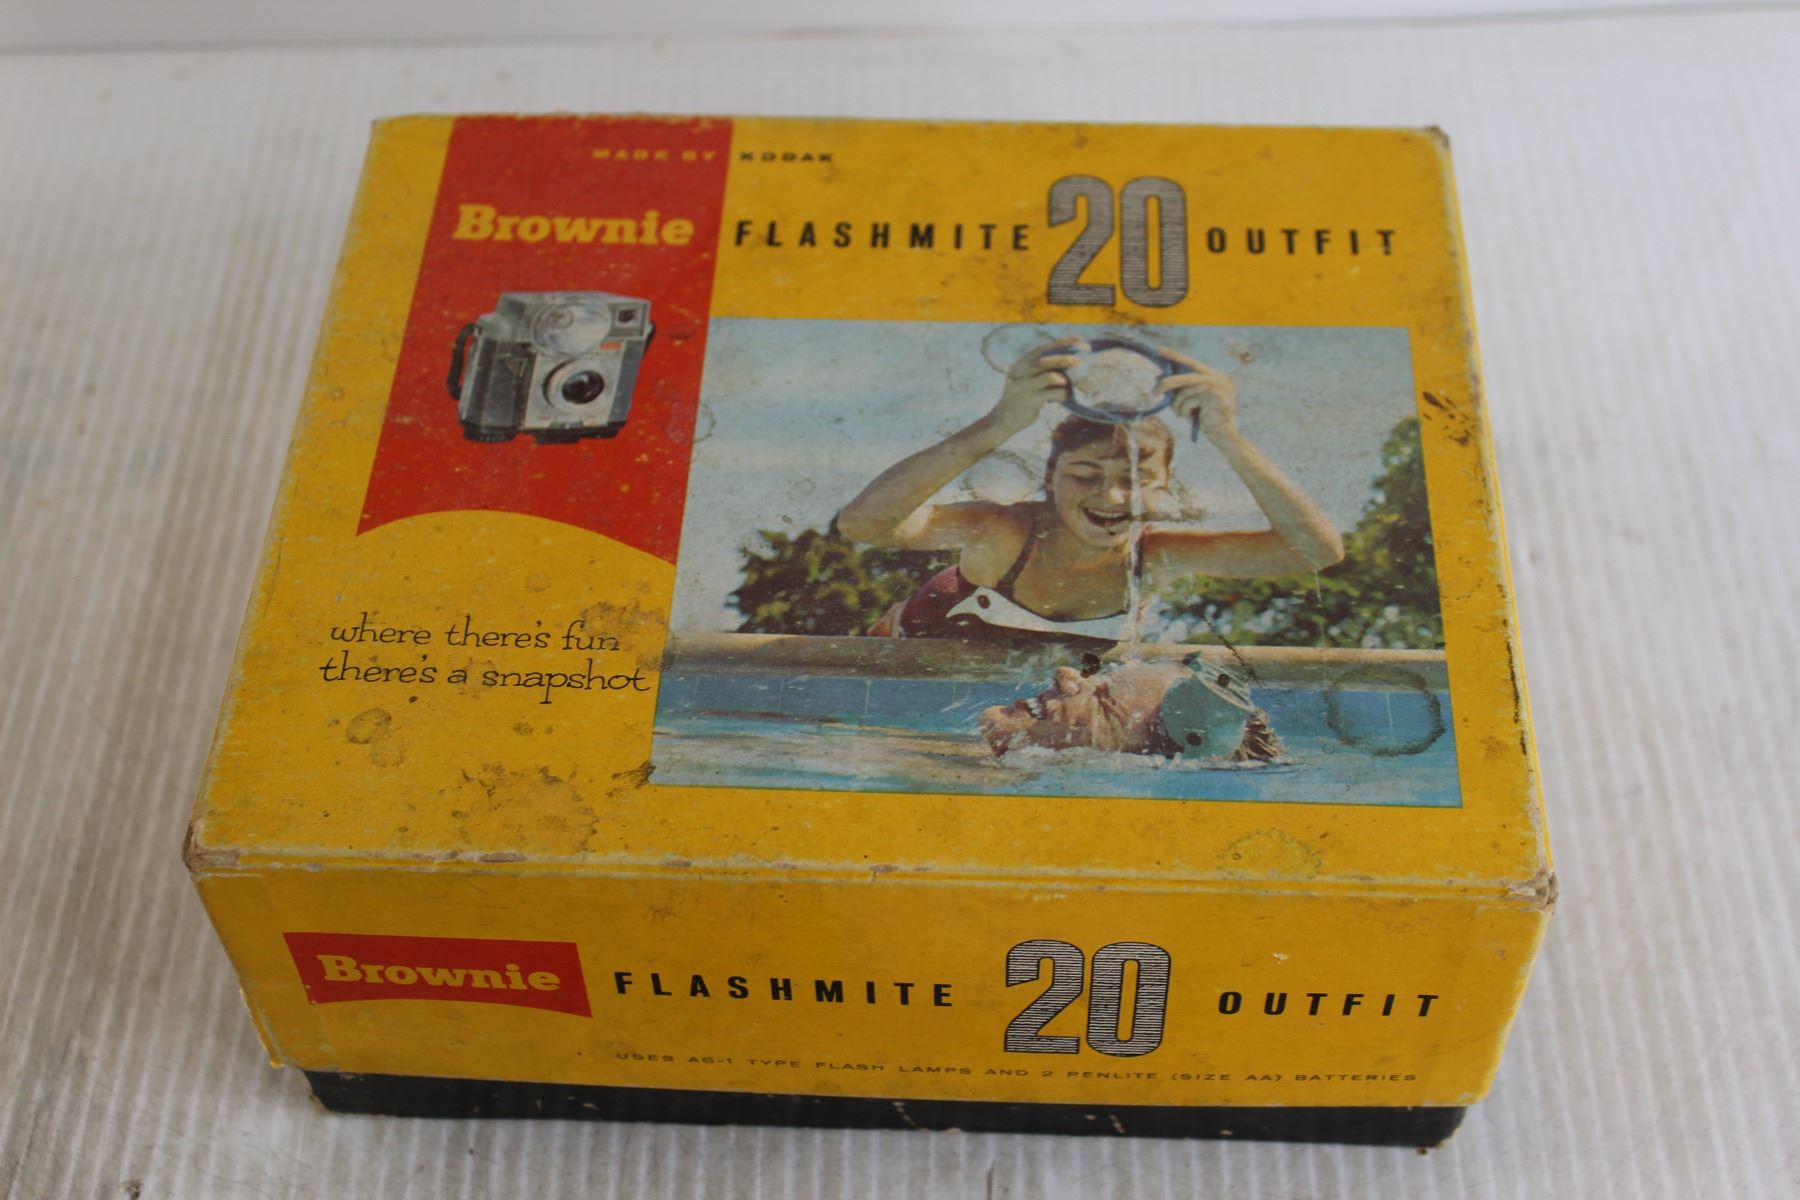 MADE BY KODAK
Brownie FLASHMITE 20 OUTFIT
where there's fun
there's a snapshot
Brownie FLASHMITE 20 OUTFIT
USES AG-1 TYPE FLASH LAMPS AND 2 PENLITE (SIZE AA) BATTERIES